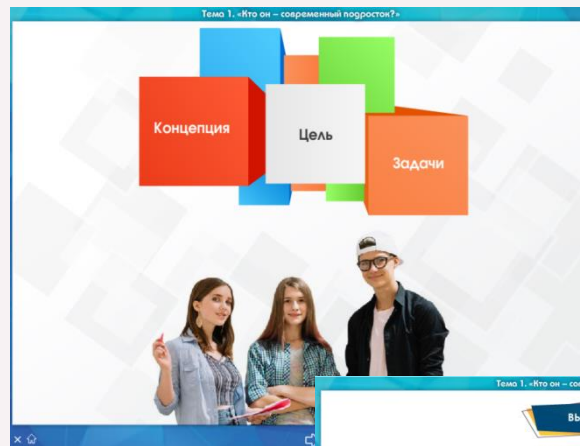 Тема 1. «Кто он – современный подросток?»
Концепция
Цель
Задачи
Тема 1. «Кто он –